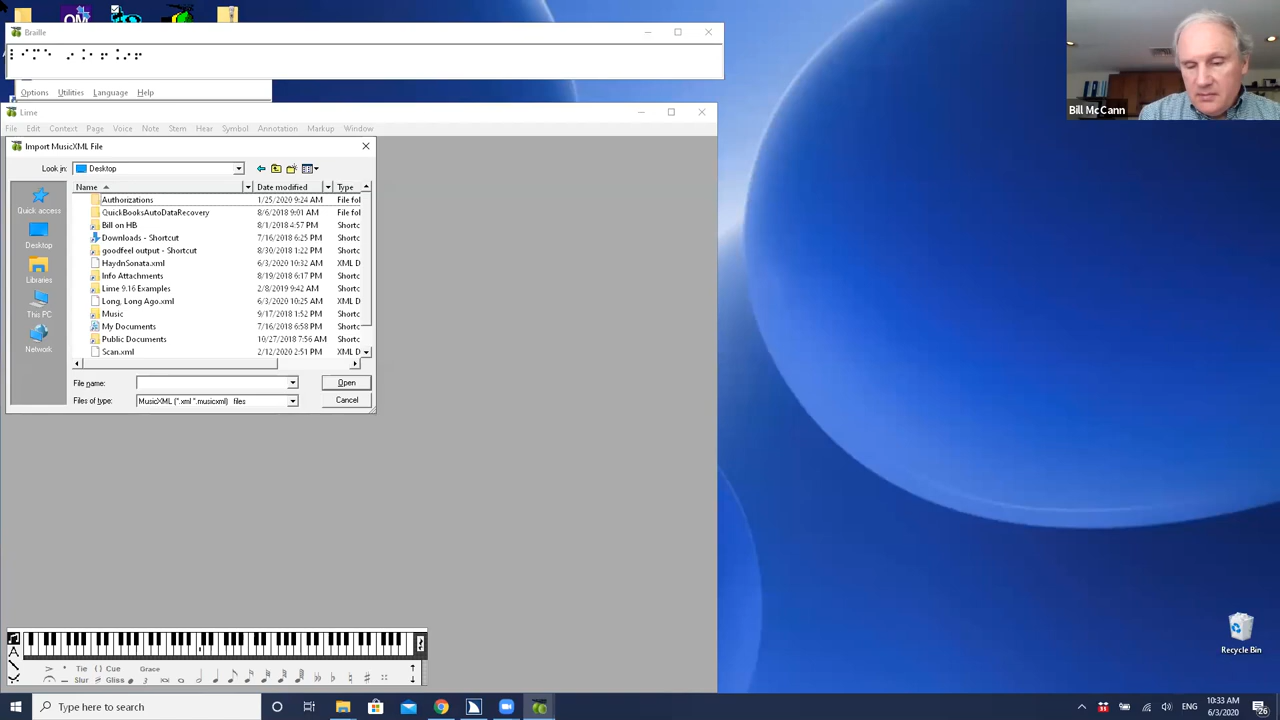 Braille
Options Utilities Language Help
Lime
File Edit Context Page Voice Note Stem Hear Symbol Annotation Markup Window
Import MusicXML File
Look in: Desktop
Name Date modified Type
Authorizations 1/25/2020 9:24 AM File fol
QuickBooksAutoDataRecovery 8/6/2018 9:01 AM File fol
Bill on HB 8/1/2018 4:57 PM Shortc
Downloads - Shortcut 7/16/2018 6:25 PM Shortc
goodfeel output - Shortcut 8/30/2018 1:22 PM Shortc
HaydnSonata.xml 6/3/2020 10:32 AM XML D
Info Attachments 8/19/2018 6:17 PM Shortc
Lime 9.16 Examples 2/8/2019 9:42 AM Shortc
Long, Long Ago.xml 6/3/2020 10:25 AM XML D
Music 9/17/2018 1:52 PM Shortc
My Documents 7/16/2018 6:58 PM Shortc
Public Documents 10/27/2018 7:56 AM Shortc
Scan.xml 2/12/2020 2:51 PM XML D
Quick access
Desktop
Libraries
This PC
Network
File name:
Open
Files of type: MusicXML (*.xml *.musicxml) files
Cancel
Tie ( ) Cue Grace
Slur Gliss
Bill McCann
Recycle Bin
Type here to search
ENG
10:33 AM
6/3/2020
26